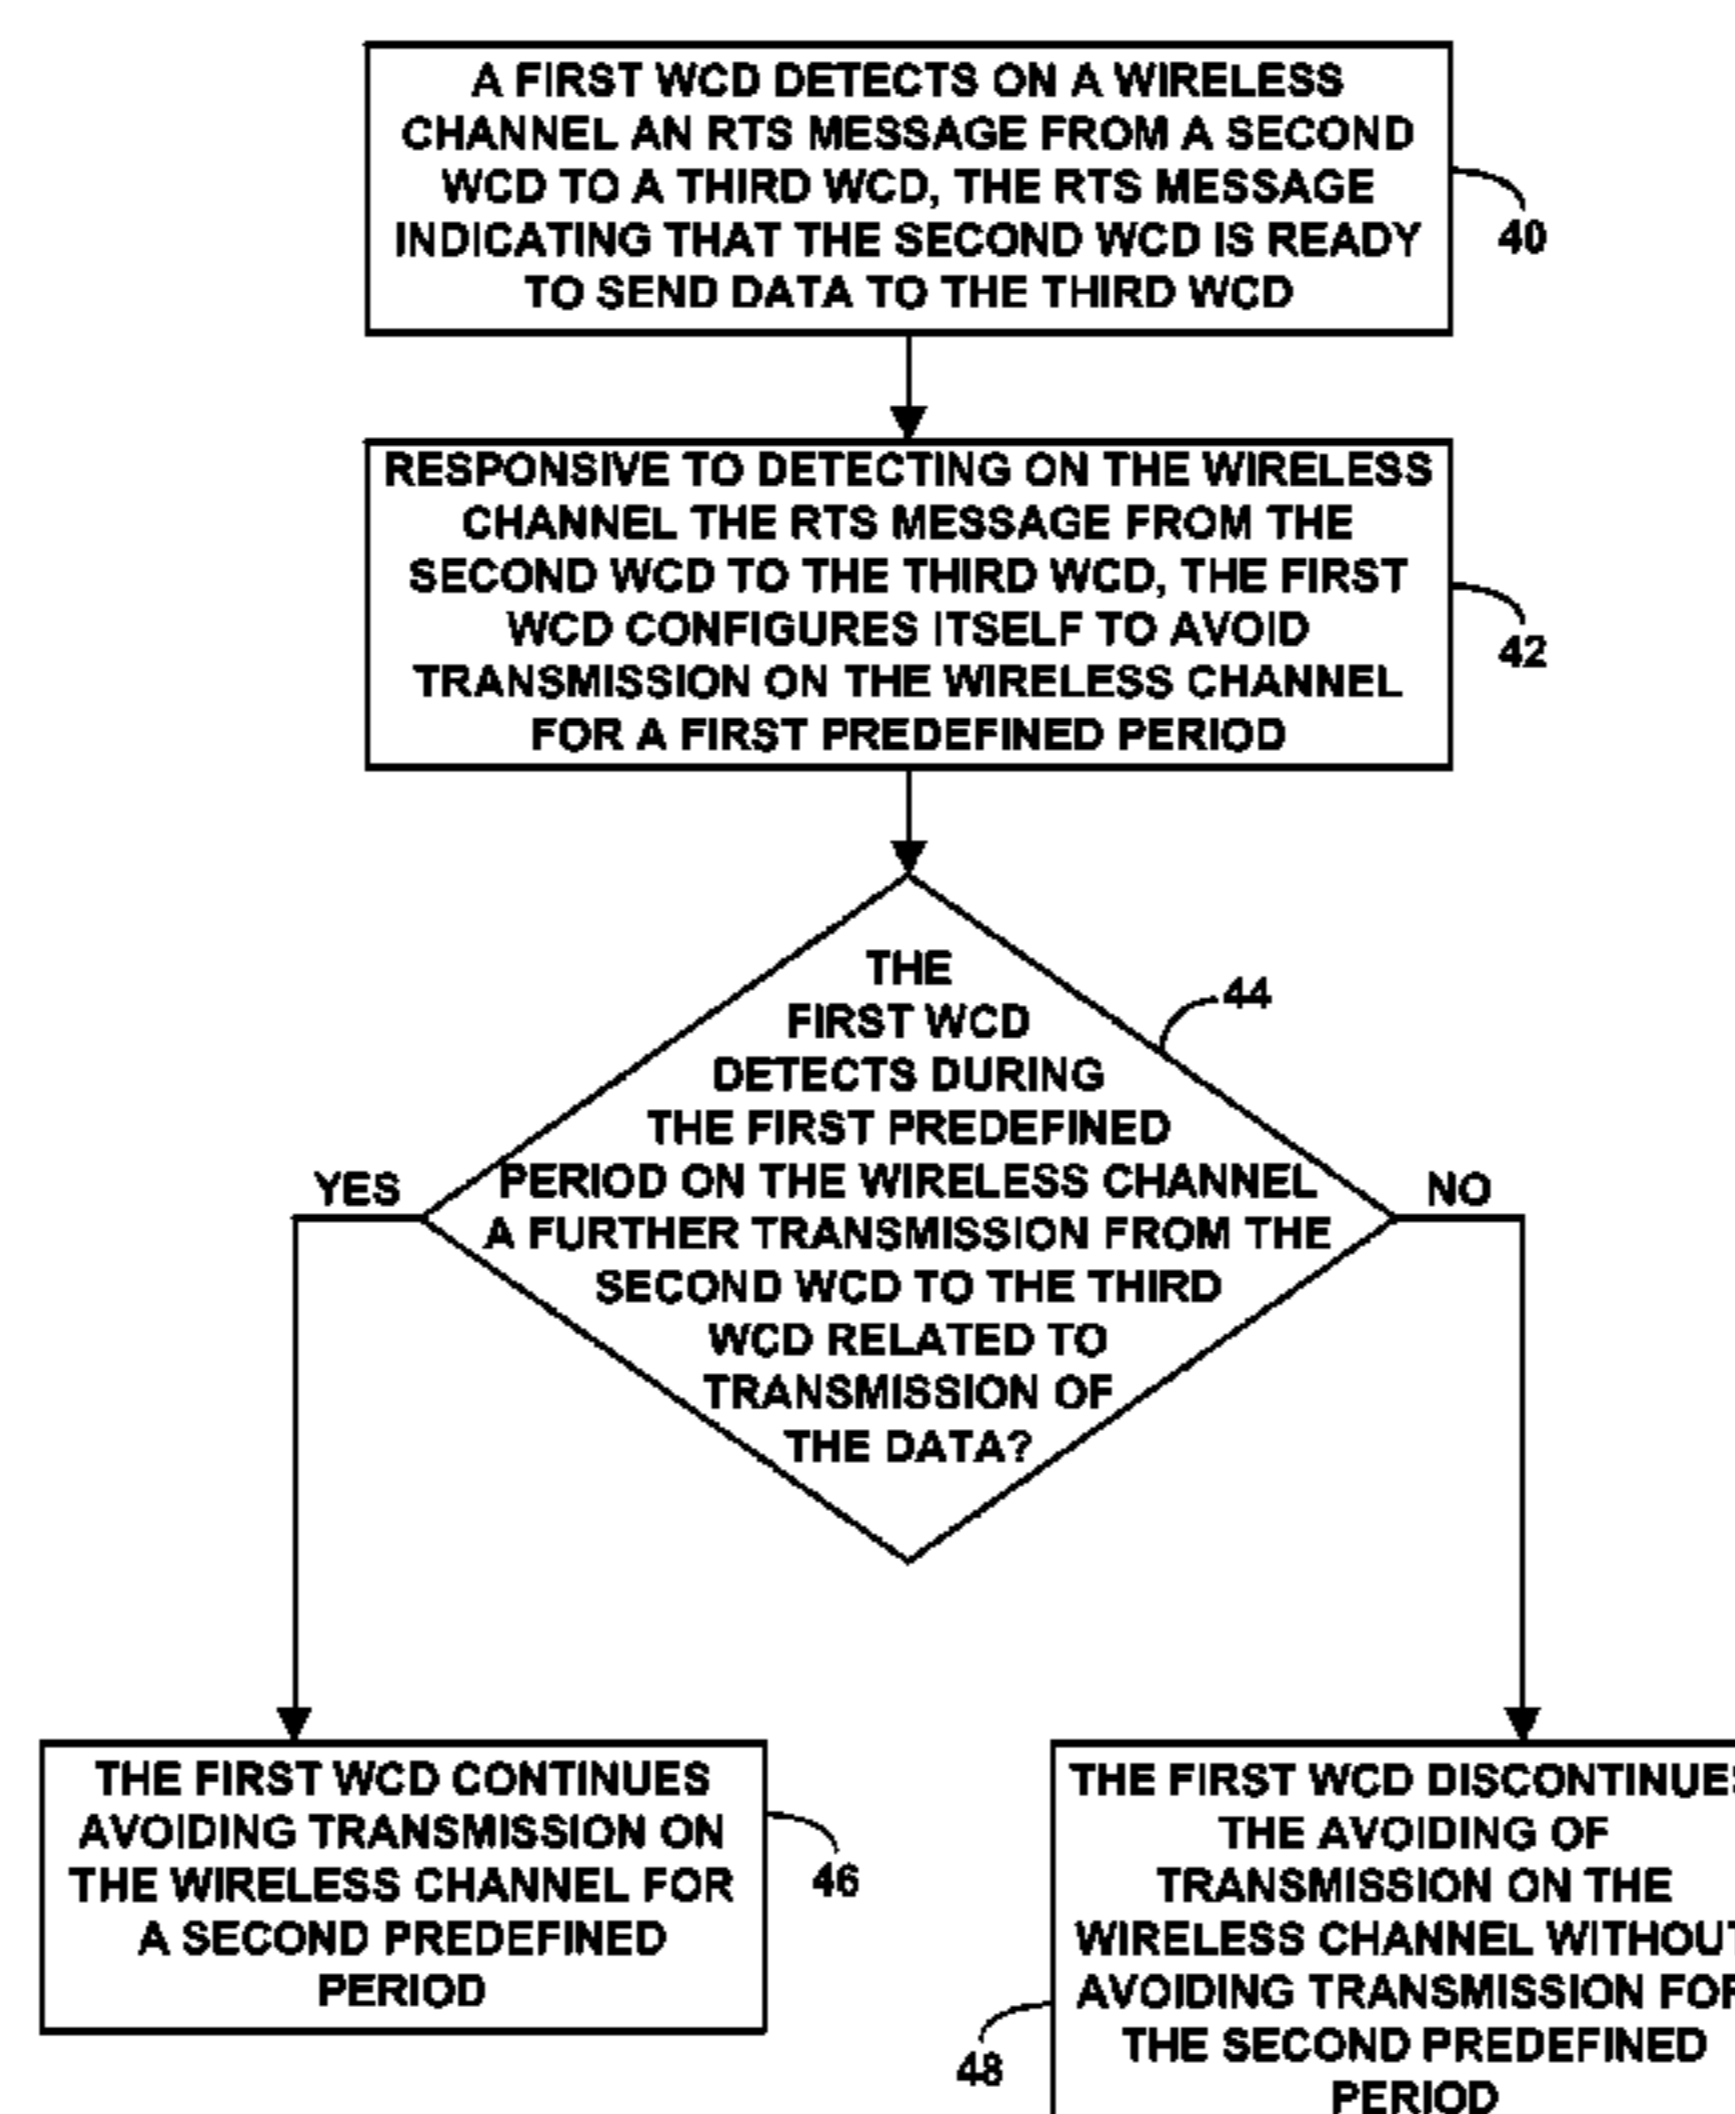 A FIRST WCD DETECTS ON A WIRELESS
CHANNEL AN RTS MESSAGE FROM A SECOND
WCD TO A THIRD WCD, THE RTS MESSAGE
INDICATING THAT THE SECOND WCD IS READY
TO SEND DATA TO THE THIRD WCD
40
RESPONSIVE TO DETECTING ON THE WIRELESS
CHANNEL THE RTS MESSAGE FROM THE
SECOND WCD TO THE THIRD WCD, THE FIRST
WCD CONFIGURES ITSELF TO AVOID
TRANSMISSION ON THE WIRELESS CHANNEL
FOR A FIRST PREDEFINED PERIOD
42
THE
FIRST WCD
DETECTS DURING
THE FIRST PREDEFINED
PERIOD ON THE WIRELESS CHANNEL
A FURTHER TRANSMISSION FROM THE
SECOND WCD TO THE THIRD
WCD RELATED TO
TRANSMISSION OF
THE DATA?
44
YES
NO
THE FIRST WCD CONTINUES
AVOIDING TRANSMISSION ON
THE WIRELESS CHANNEL FOR
A SECOND PREDEFINED
PERIOD
46
THE FIRST WCD DISCONTINUES
THE AVOIDING OF
TRANSMISSION ON THE
WIRELESS CHANNEL WITHOUT
AVOIDING TRANSMISSION FOR
THE SECOND PREDEFINED
PERIOD
48